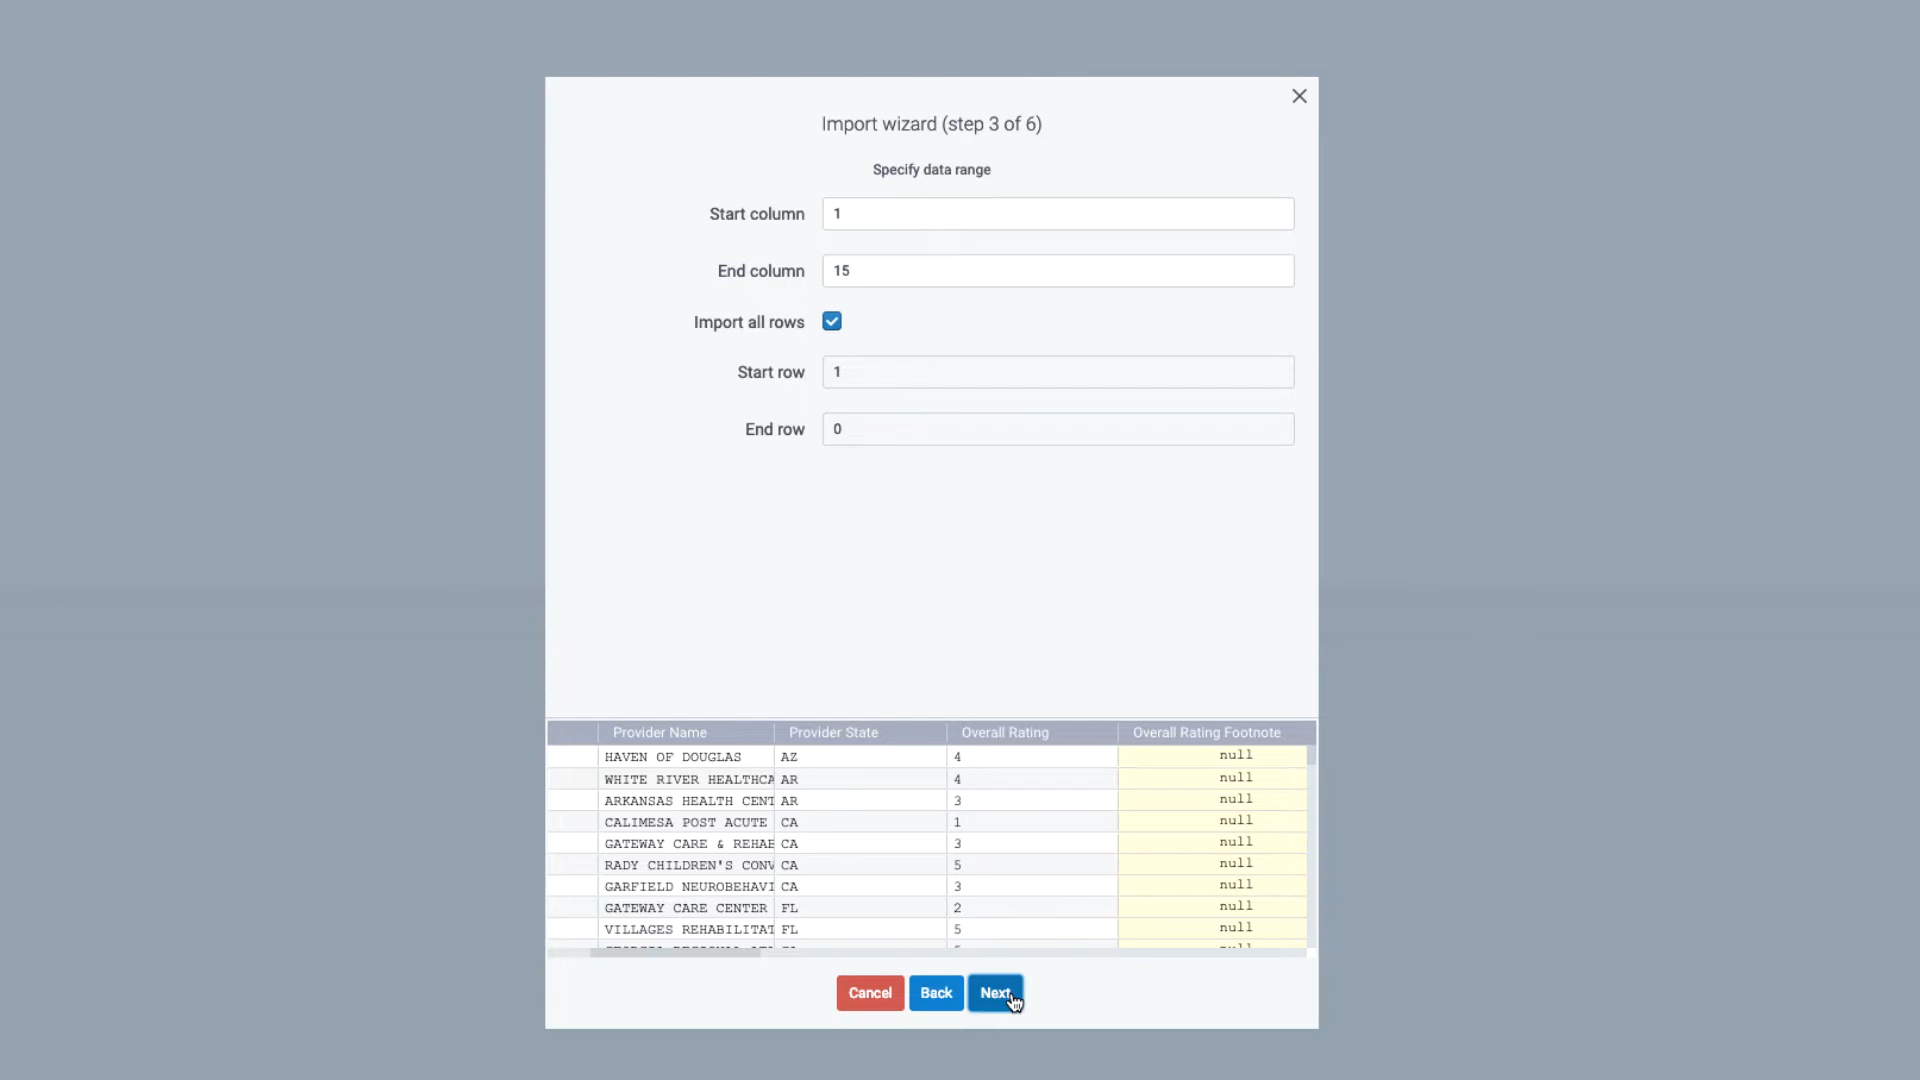 Import wizard (step 3 of 6)
Specify data range
Start column 1
End column 15
Import all rows
Start row 1
End row 0
Provider Name Provider State Overall Rating Overall Rating Footnote
HAVEN OF DOUGLAS AZ 4 null
WHITE RIVER HEALTHCA AR 4 null
ARKANSAS HEALTH CENT AR 3 null
CALIMESA POST ACUTE CA 1 null
GATEWAY CARE & REHAB CA 3 null
RADY CHILDREN'S CONV CA 5 null
GARFIELD NEUROBEHAVI CA 3 null
GATEWAY CARE CENTER FL 2 null
VILLAGES REHABILITAT FL 5 null
Cancel Back Next